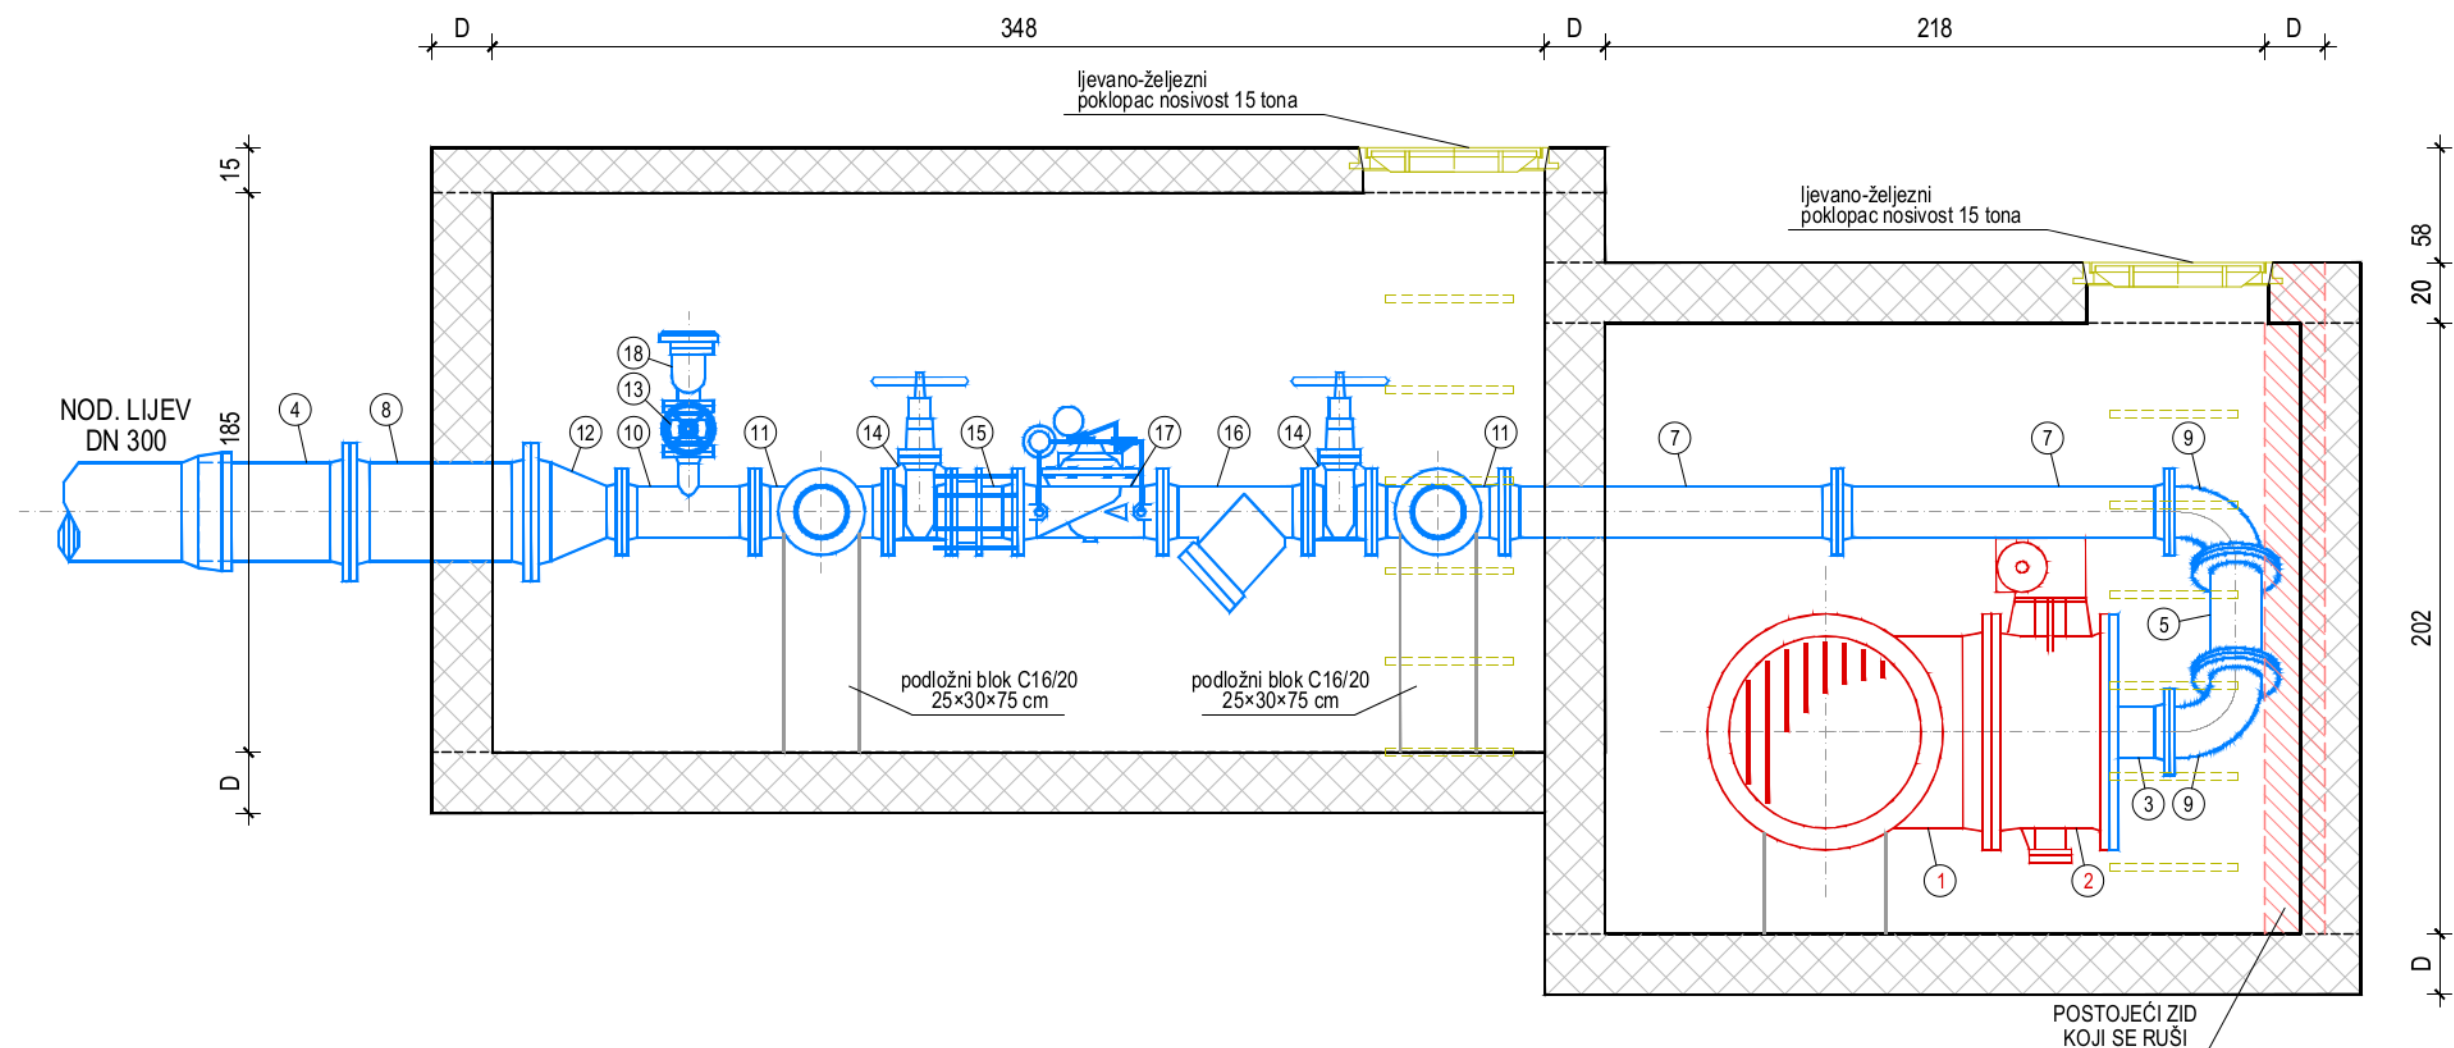 D
348
D
218
D
ljevano-željezni
poklopac nosivost 15 tona
15
ljevano-željezni
poklopac nosivost 15 tona
58
20
18
13
NOD. LIJEV
DN 300
185
4
8
12
10
11
14
15
17
16
14
11
7
7
9
5
202
podložni blok C16/20
25×30×75 cm
podložni blok C16/20
25×30×75 cm
D
3
9
1
2
D
POSTOJEĆI ZID
KOJI SE RUŠI